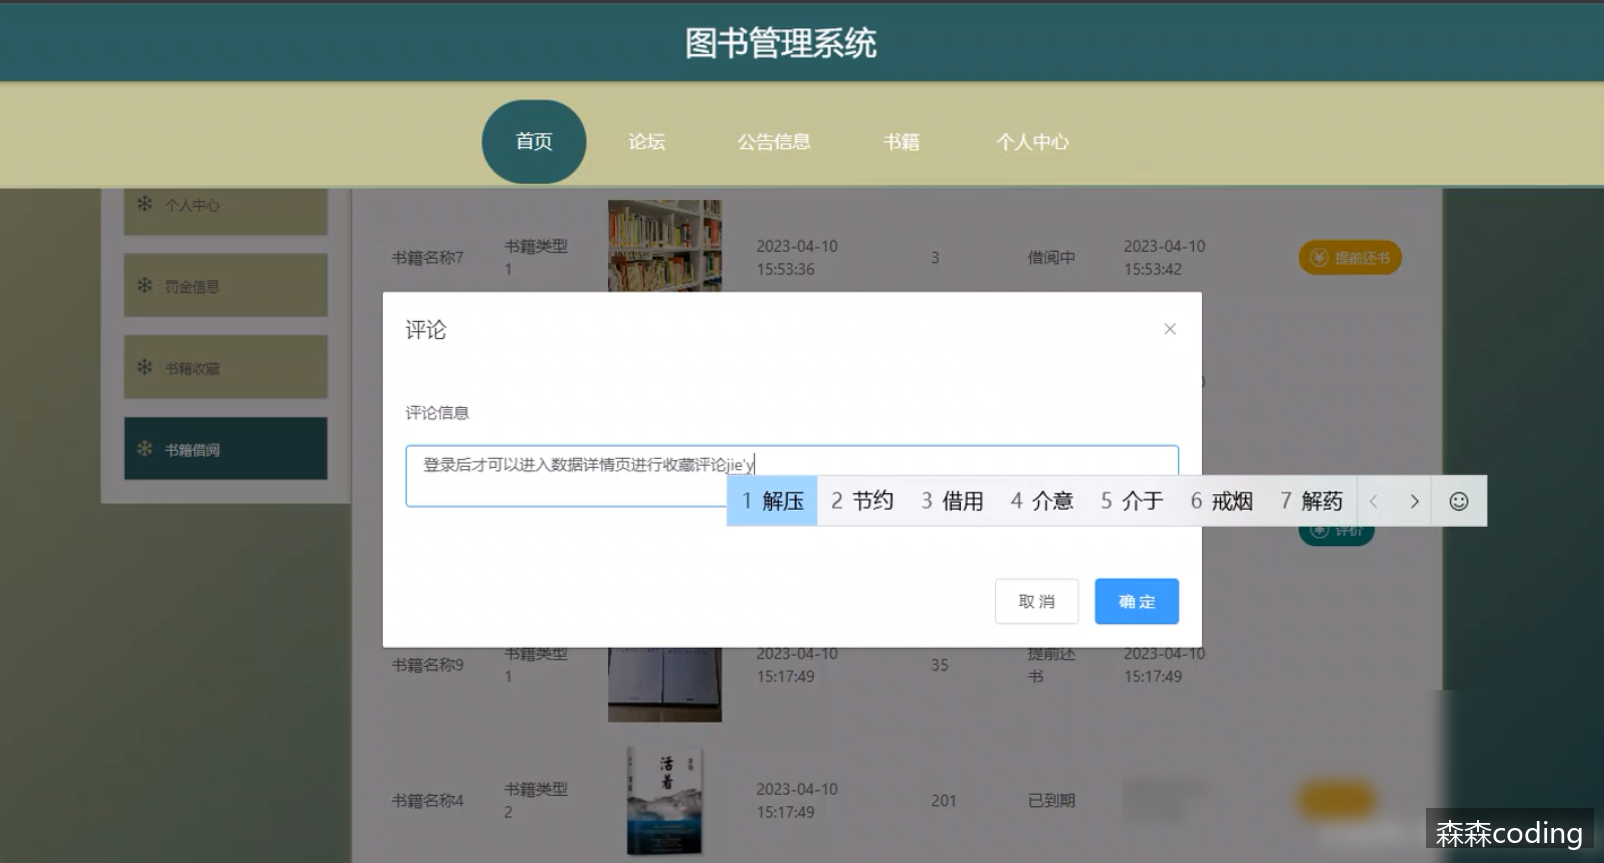 图书管理系统
首页 论坛 公告信息 书籍 个人中心
个人中心
罚金信息
书籍收藏
书籍借阅
书籍名称7 书籍类型1 2023-04-10 15:53:36 3 借阅中 2023-04-10 15:53:42 提前还书
评论
评论信息
登录后才可以进入数据详情页进行收藏评论jie'y
1 解压 2 节约 3 借用 4 介意 5 介于 6 戒烟 7 解药
评价
取消 确定
书籍名称9 书籍类型1 2023-04-10 15:17:49 35 提前还书 2023-04-10 15:17:49
活着
书籍名称4 书籍类型2 2023-04-10 15:17:49 201 已到期
森森coding